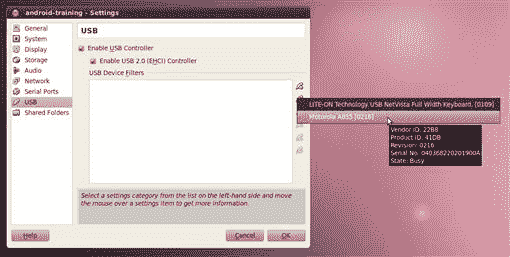 android-training - Settings
General
System
Display
Storage
Audio
Network
Serial Ports
USB
Shared Folders
USB
Enable USB Controller
Enable USB 2.0 (EHCI) Controller
USB Device Filters
Select a settings category from the list on the left-hand side and move
the mouse over a settings item to get more information.
Help
Cancel
OK
LITE-ON Technology USB NetVista Full Width Keyboard. [0109]
Motorola A855 [0216]
Vendor ID: 22B8
Product ID: 41DB
Revision: 0216
Serial No. 040388220201900A
State: Busy